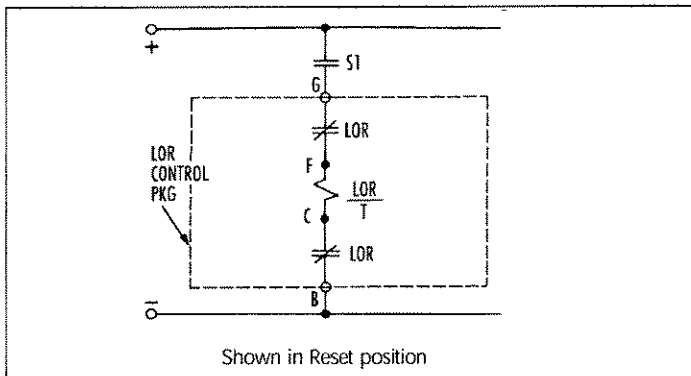 +
S1
G
LOR
LOR
CONTROL
PKG
F
LOR
T
C
LOR
B
−
Shown in Reset position